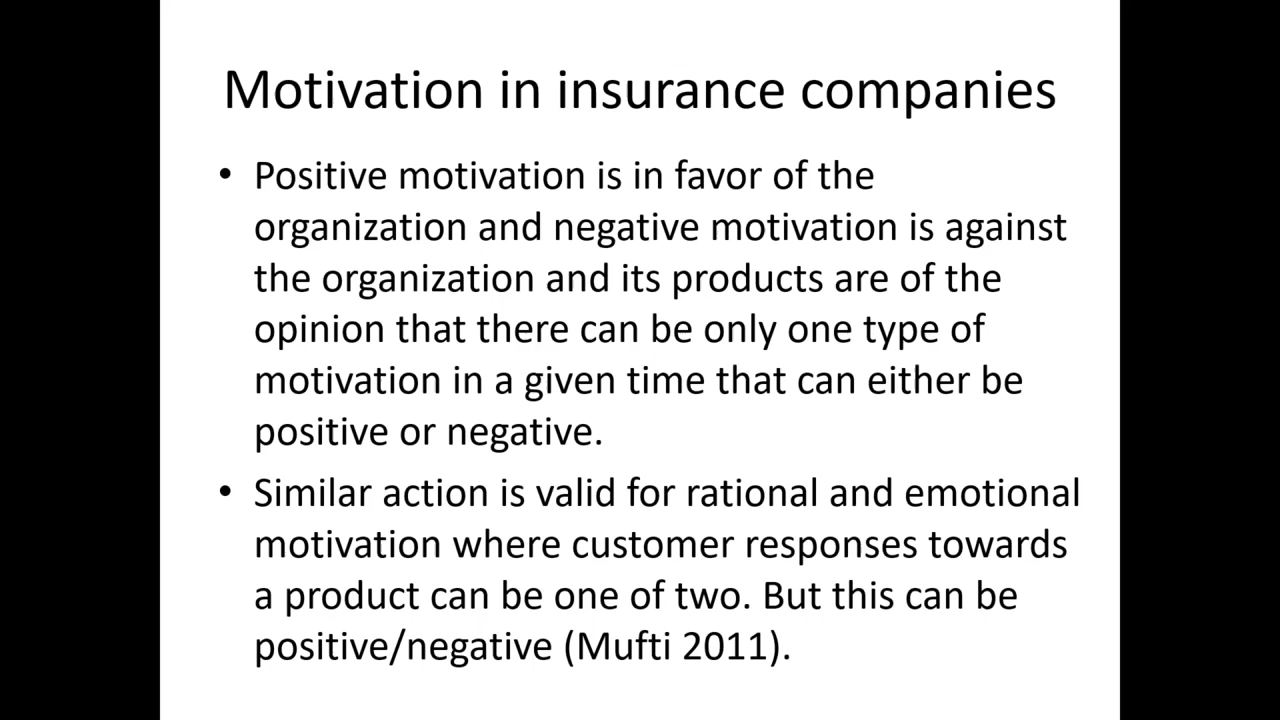 Motivation in insurance companies
• Positive motivation is in favor of the
organization and negative motivation is against
the organization and its products are of the
opinion that there can be only one type of
motivation in a given time that can either be
positive or negative.
• Similar action is valid for rational and emotional
motivation where customer responses towards
a product can be one of two. But this can be
positive/negative (Mufti 2011).